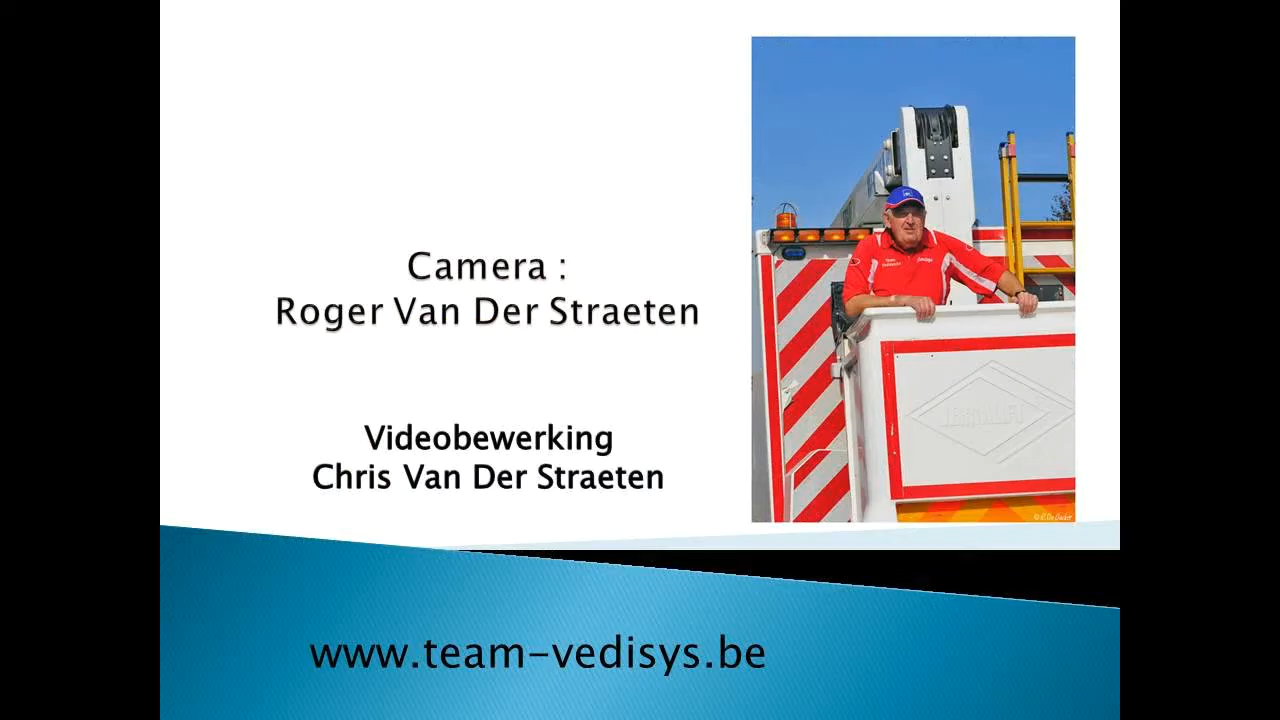 Camera :
Roger Van Der Straeten
Videobewerking
Chris Van Der Straeten
www.team-vedisys.be